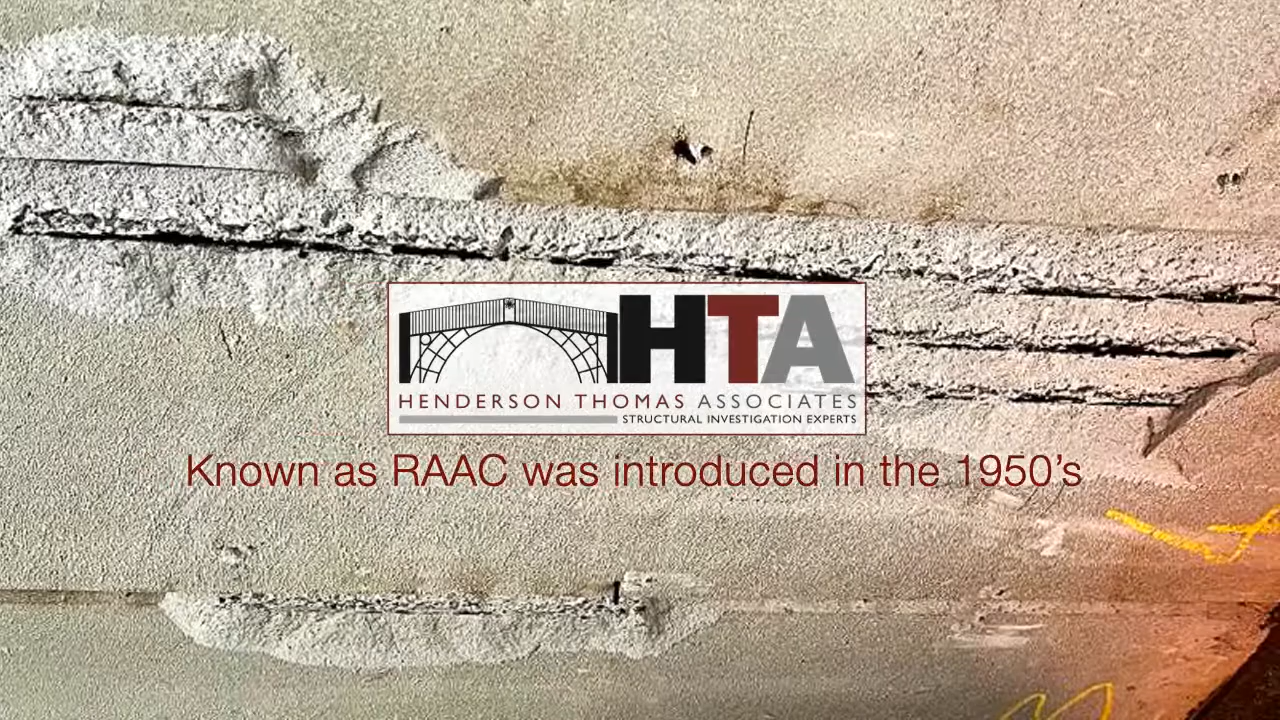 HTA
HENDERSON THOMAS ASSOCIATES
STRUCTURAL INVESTIGATION EXPERTS
Known as RAAC was introduced in the 1950’s